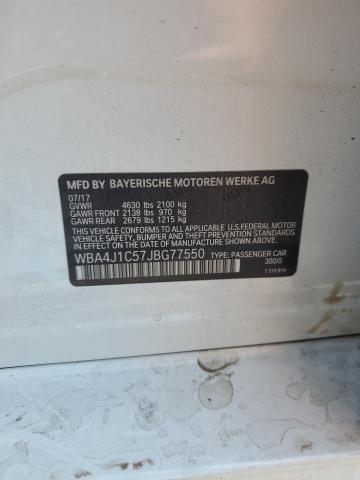 MFD BY BAYERISCHE MOTOREN WERKE AG
07/17
GVWR 4630 lbs 2100 kg
GAWR FRONT 2138 lbs 970 kg
GAWR REAR 2679 lbs 1215 kg
THIS VEHICLE CONFORMS TO ALL APPLICABLE U.S. FEDERAL MOTOR
VEHICLE SAFETY, BUMPER, AND THEFT PREVENTION STANDARDS
IN EFFECT ON THE DATE OF MANUFACTURE SHOWN ABOVE.
WBA4J1C57JBG77550 TYPE: PASSENGER CAR
300/0